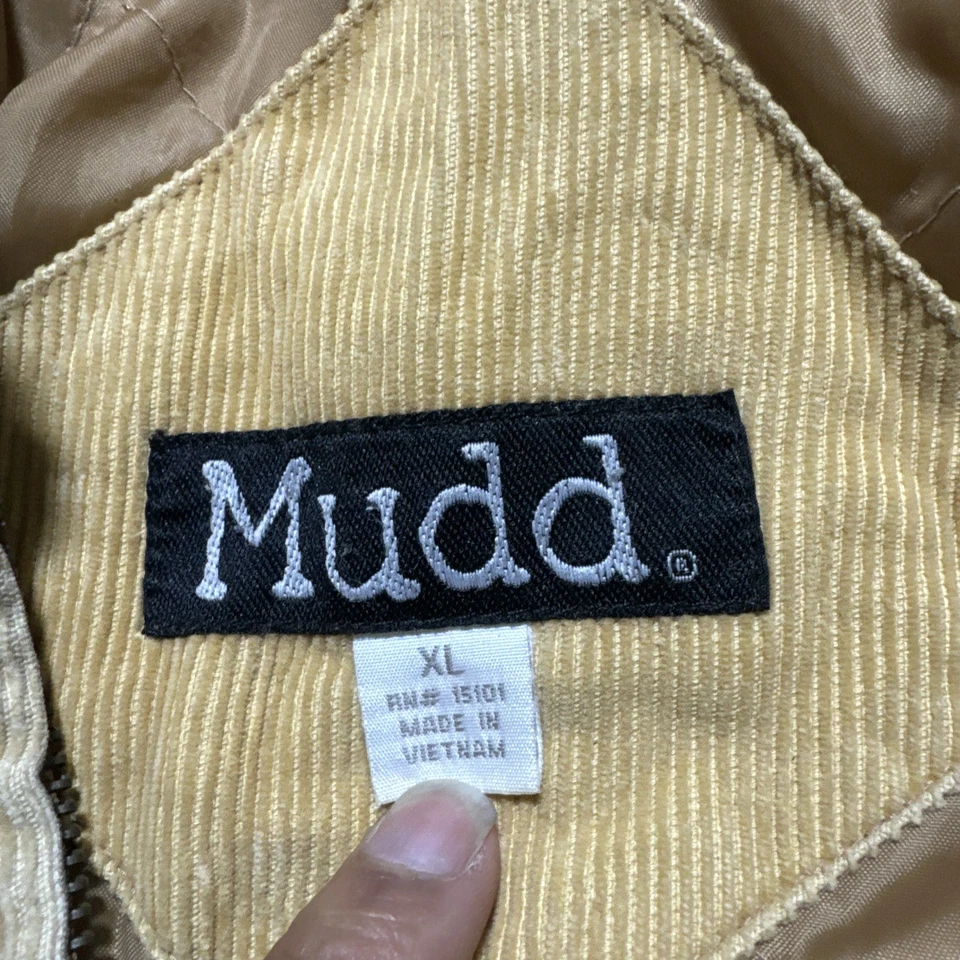 Mudd®
XL
RN# 15101
MADE IN
VIETNAM